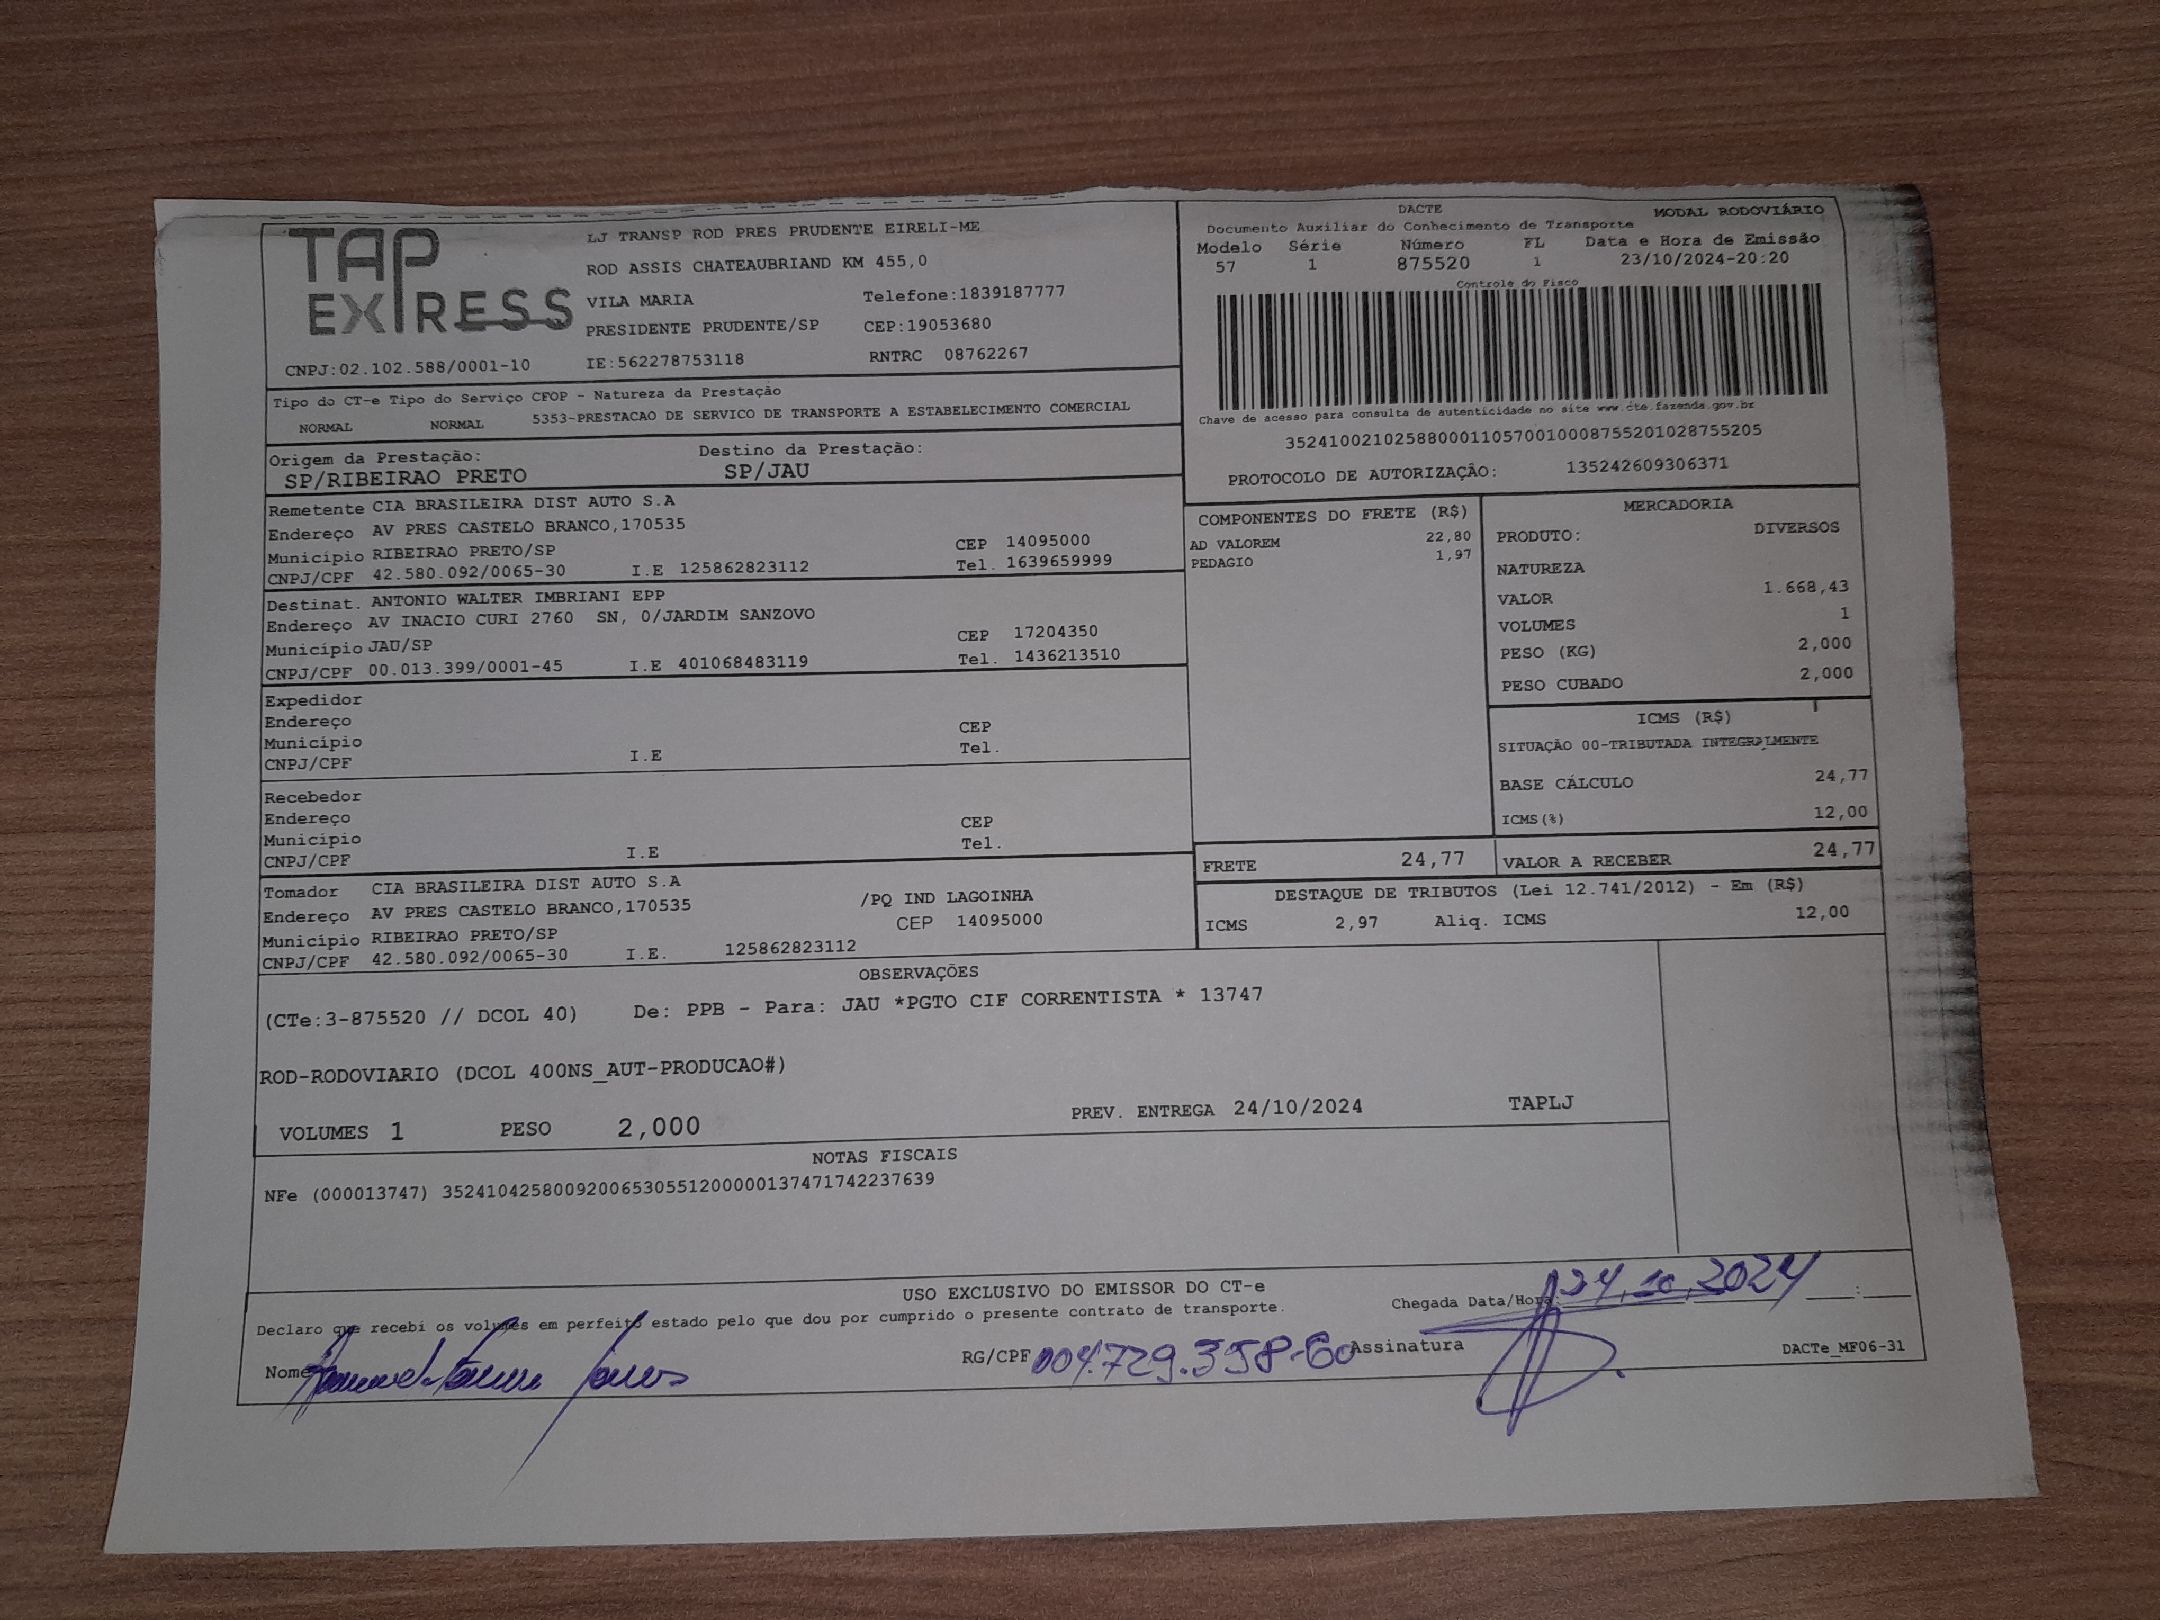 TAP
EXPRESS
CNPJ:02.102.588/0001-10
LJ TRANSP ROD PRES PRUDENTE EIRELI-ME
ROD ASSIS CHATEAUBRIAND KM 455,0
VILA MARIA Telefone:1839187777
PRESIDENTE PRUDENTE/SP CEP:19053680
IE:562278753118 RNTRC 08762267
DACTE MODAL RODOVIÁRIO
Documento Auxiliar do Conhecimento de Transporte
Modelo Série Número FL Data e Hora de Emissão
57 1 875520 1 23/10/2024-20:20
Controle do Fisco
Chave de acesso para consulta de autenticidade no site www.cte.fazenda.gov.br
35241002102588000110570010008755201028755205
PROTOCOLO DE AUTORIZAÇÃO: 135242609306371
Tipo do CT-e Tipo do Serviço CFOP - Natureza da Prestação
NORMAL NORMAL 5353-PRESTACAO DE SERVICO DE TRANSPORTE A ESTABELECIMENTO COMERCIAL
Origem da Prestação: Destino da Prestação:
SP/RIBEIRAO PRETO SP/JAU
Remetente CIA BRASILEIRA DIST AUTO S.A
Endereço AV PRES CASTELO BRANCO,170535
Município RIBEIRAO PRETO/SP CEP 14095000
CNPJ/CPF 42.580.092/0065-30 I.E 125862823112 Tel. 1639659999
Destinat. ANTONIO WALTER IMBRIANI EPP
Endereço AV INACIO CURI 2760 SN, 0/JARDIM SANZOVO
Município JAU/SP CEP 17204350
CNPJ/CPF 00.013.399/0001-45 I.E 401068483119 Tel. 1436213510
Expedidor
Endereço
Município CEP
CNPJ/CPF I.E Tel.
Recebedor
Endereço
Município CEP
CNPJ/CPF I.E Tel.
Tomador CIA BRASILEIRA DIST AUTO S.A
Endereço AV PRES CASTELO BRANCO,170535 /PQ IND LAGOINHA
Município RIBEIRAO PRETO/SP CEP 14095000
CNPJ/CPF 42.580.092/0065-30 I.E. 125862823112
COMPONENTES DO FRETE (R$)
AD VALOREM 22,80
PEDAGIO 1,97
MERCADORIA
PRODUTO: DIVERSOS
NATUREZA
VALOR 1.668,43
VOLUMES 1
PESO (KG) 2,000
PESO CUBADO 2,000
ICMS (R$)
SITUAÇÃO 00-TRIBUTADA INTEGRALMENTE
BASE CÁLCULO 24,77
ICMS(%) 12,00
FRETE 24,77 VALOR A RECEBER 24,77
DESTAQUE DE TRIBUTOS (Lei 12.741/2012) - Em (R$)
ICMS 2,97 Aliq. ICMS 12,00
OBSERVAÇÕES
(CTe:3-875520 // DCOL 40) De: PPB - Para: JAU *PGTO CIF CORRENTISTA * 13747
ROD-RODOVIARIO (DCOL 400NS_AUT-PRODUCAO#)
VOLUMES 1 PESO 2,000 PREV. ENTREGA 24/10/2024 TAPLJ
NOTAS FISCAIS
NFe (000013747) 35241042580092006530551200000137471742237639
USO EXCLUSIVO DO EMISSOR DO CT-e
Declaro que recebi os volumes em perfeito estado pelo que dou por cumprido o presente contrato de transporte.
Chegada Data/Hora: 24,10,2024 :
Nome RG/CPF 004.729.358-60 Assinatura DACTe_MF06-31